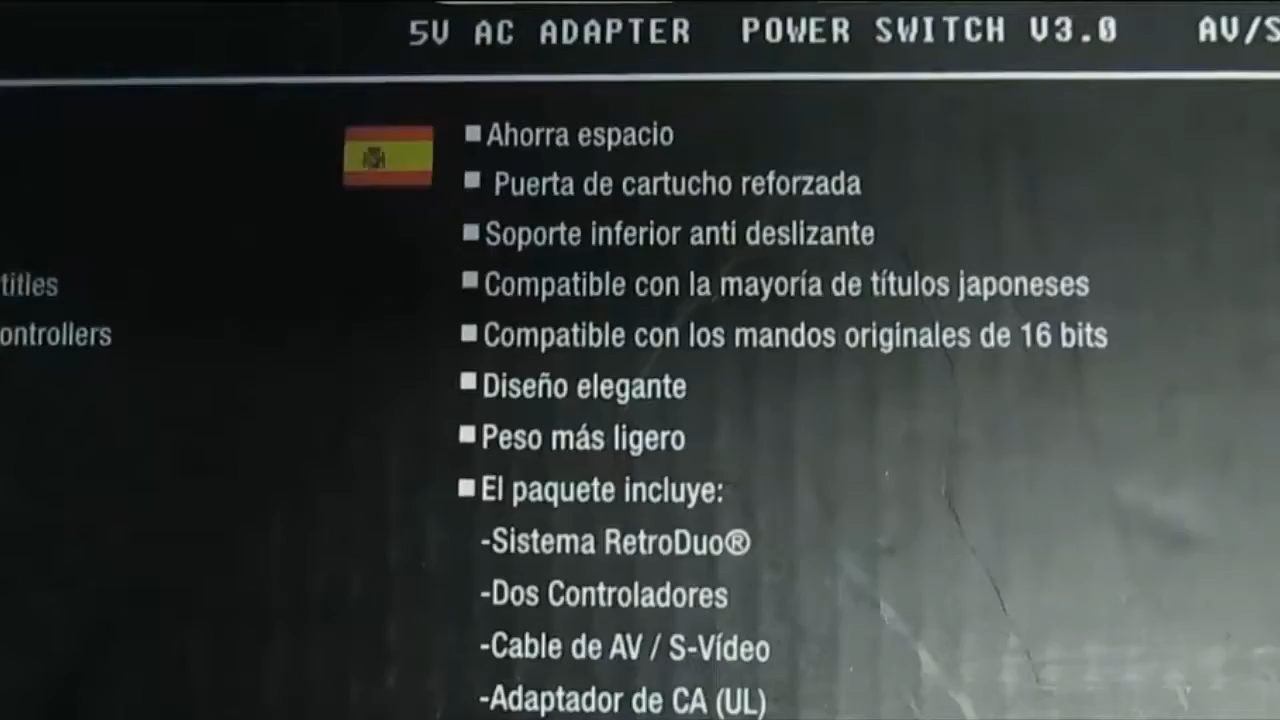 5V AC ADAPTER POWER SWITCH V3.0 AV/S
■ Ahorra espacio
■ Puerta de cartucho reforzada
■ Soporte inferior anti deslizante
titles
■ Compatible con la mayoría de títulos japoneses
ontrollers
■ Compatible con los mandos originales de 16 bits
■ Diseño elegante
■ Peso más ligero
■ El paquete incluye:
-Sistema RetroDuo®
-Dos Controladores
-Cable de AV / S-Vídeo
-Adaptador de CA (UL)